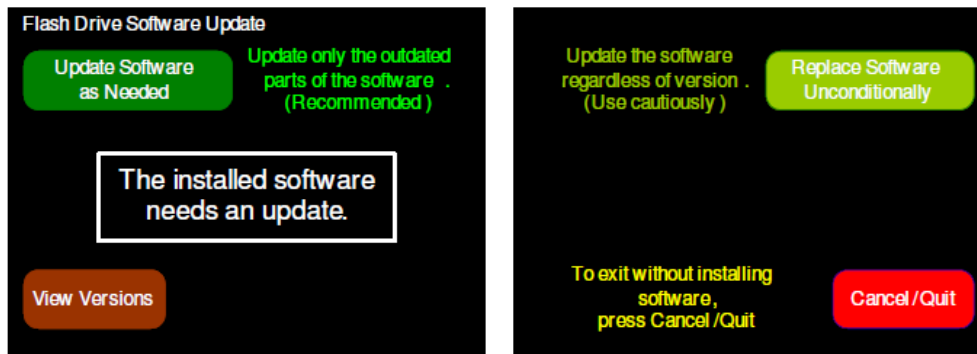 Flash Drive Software Update
Update Software
as Needed
Update only the outdated
parts of the software .
(Recommended )
The installed software
needs an update.
View Versions
Update the software
regardless of version .
(Use cautiously )
Replace Software
Unconditionally
To exit without installing
software,
press Cancel /Quit
Cancel /Quit